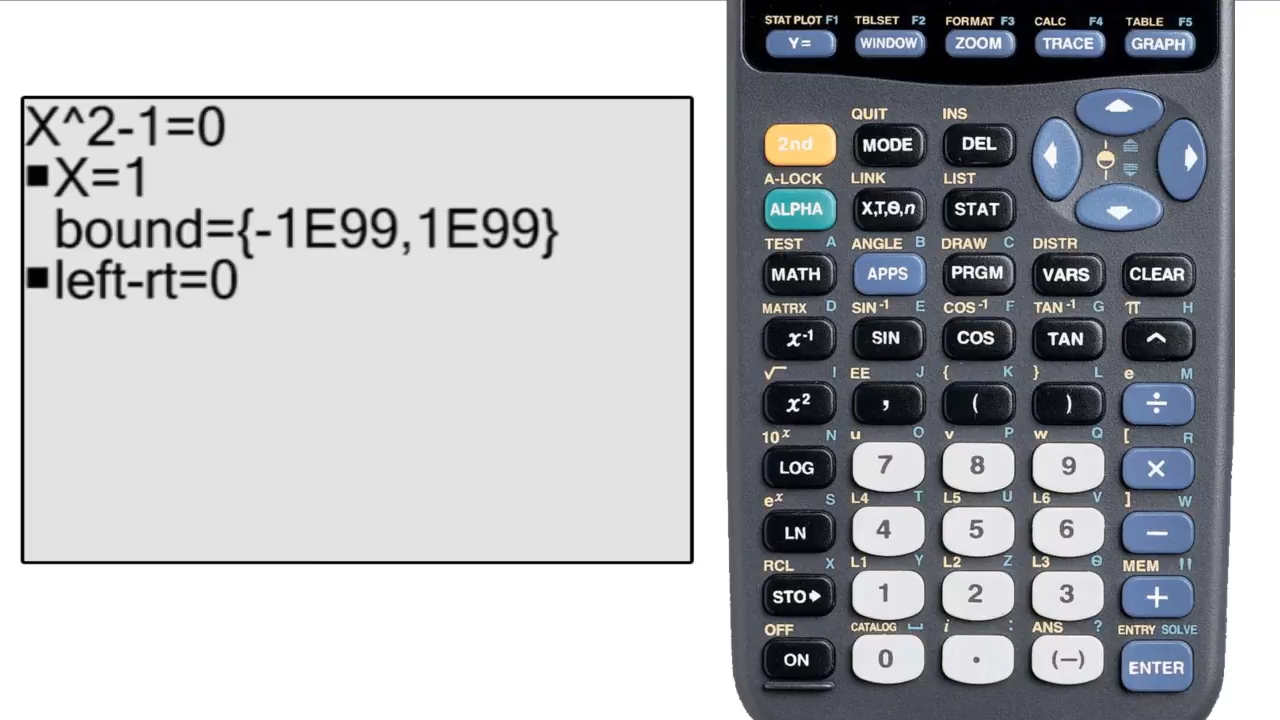 X^2-1=0
X=1
bound={-1E99,1E99}
left-rt=0
STAT PLOT F1 TBLSET F2 FORMAT F3 CALC F4 TABLE F5
Y= WINDOW ZOOM TRACE GRAPH
QUIT INS
2nd MODE DEL
A-LOCK LINK LIST
ALPHA X,T,Θ,n STAT
TEST A ANGLE B DRAW C DISTR
MATH APPS PRGM VARS CLEAR
MATRX D SIN⁻¹ E COS⁻¹ F TAN⁻¹ G π H
x⁻¹ SIN COS TAN ^
√ I EE J { K } L e M
x² , ( ) ÷
10ˣ N u O v P w Q [ R
LOG 7 8 9 ×
eˣ S L4 T L5 U L6 V ] W
LN 4 5 6 −
RCL X L1 Y L2 Z L3 Θ MEM "
STO▶ 1 2 3 +
OFF CATALOG ⎵ i : ANS ? ENTRY SOLVE
ON 0 . (−) ENTER